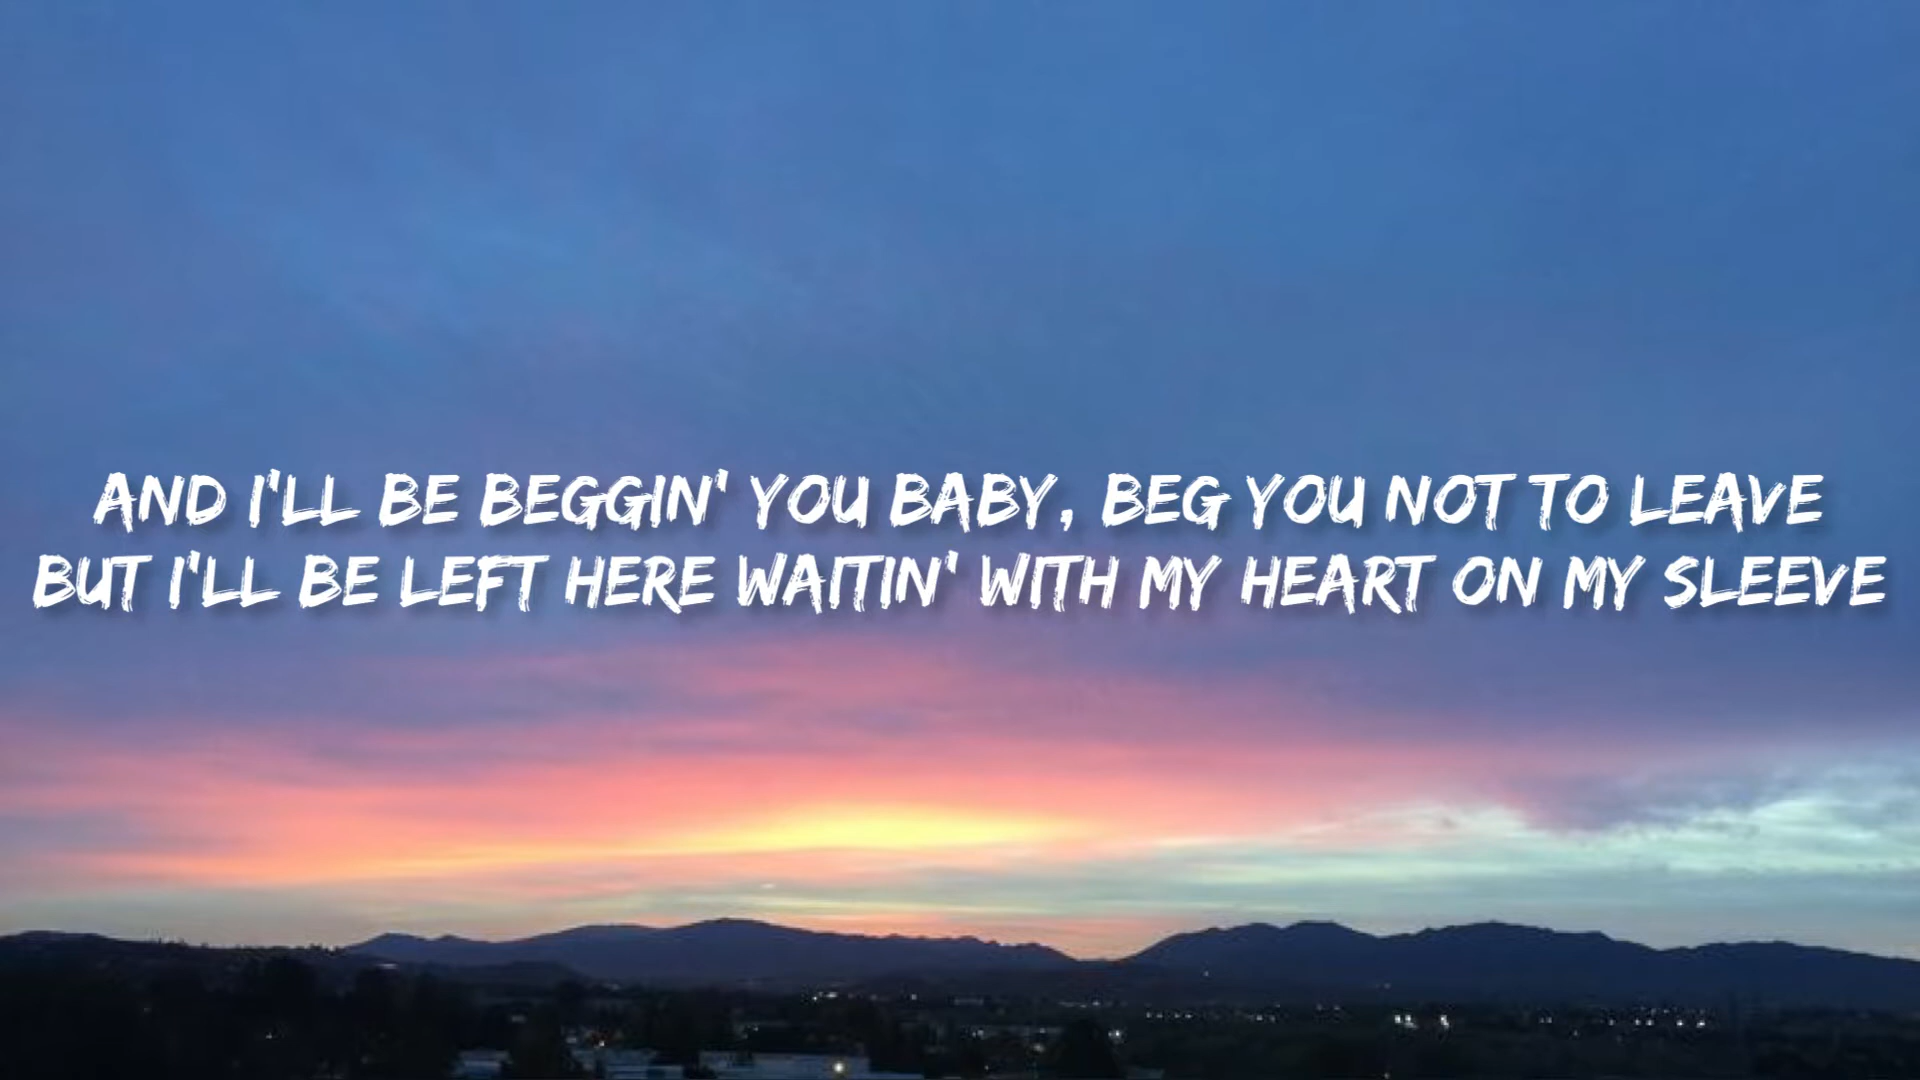 AND I'LL BE BEGGIN' YOU BABY, BEG YOU NOT TO LEAVE
BUT I'LL BE LEFT HERE WAITIN' WITH MY HEART ON MY SLEEVE